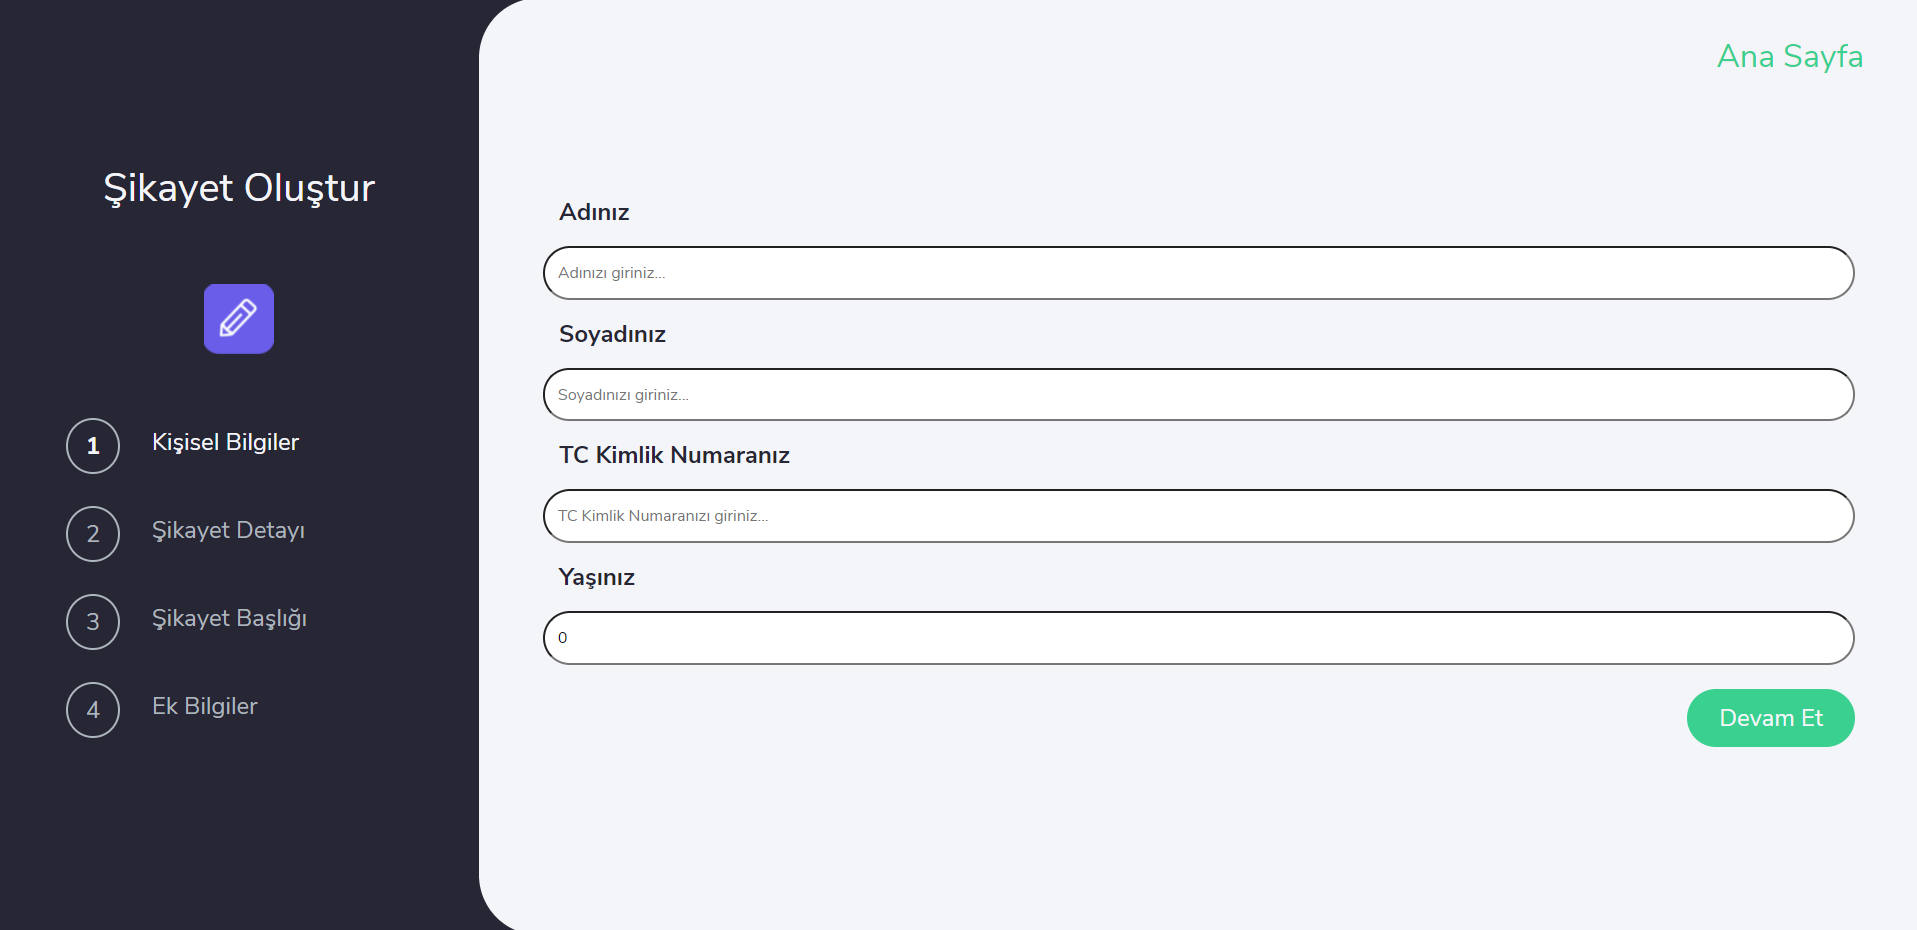 Şikayet Oluştur
1 Kişisel Bilgiler
2 Şikayet Detayı
3 Şikayet Başlığı
4 Ek Bilgiler
Ana Sayfa
Adınız
Adınızı giriniz...
Soyadınız
Soyadınızı giriniz...
TC Kimlik Numaranız
TC Kimlik Numaranızı giriniz...
Yaşınız
0
Devam Et